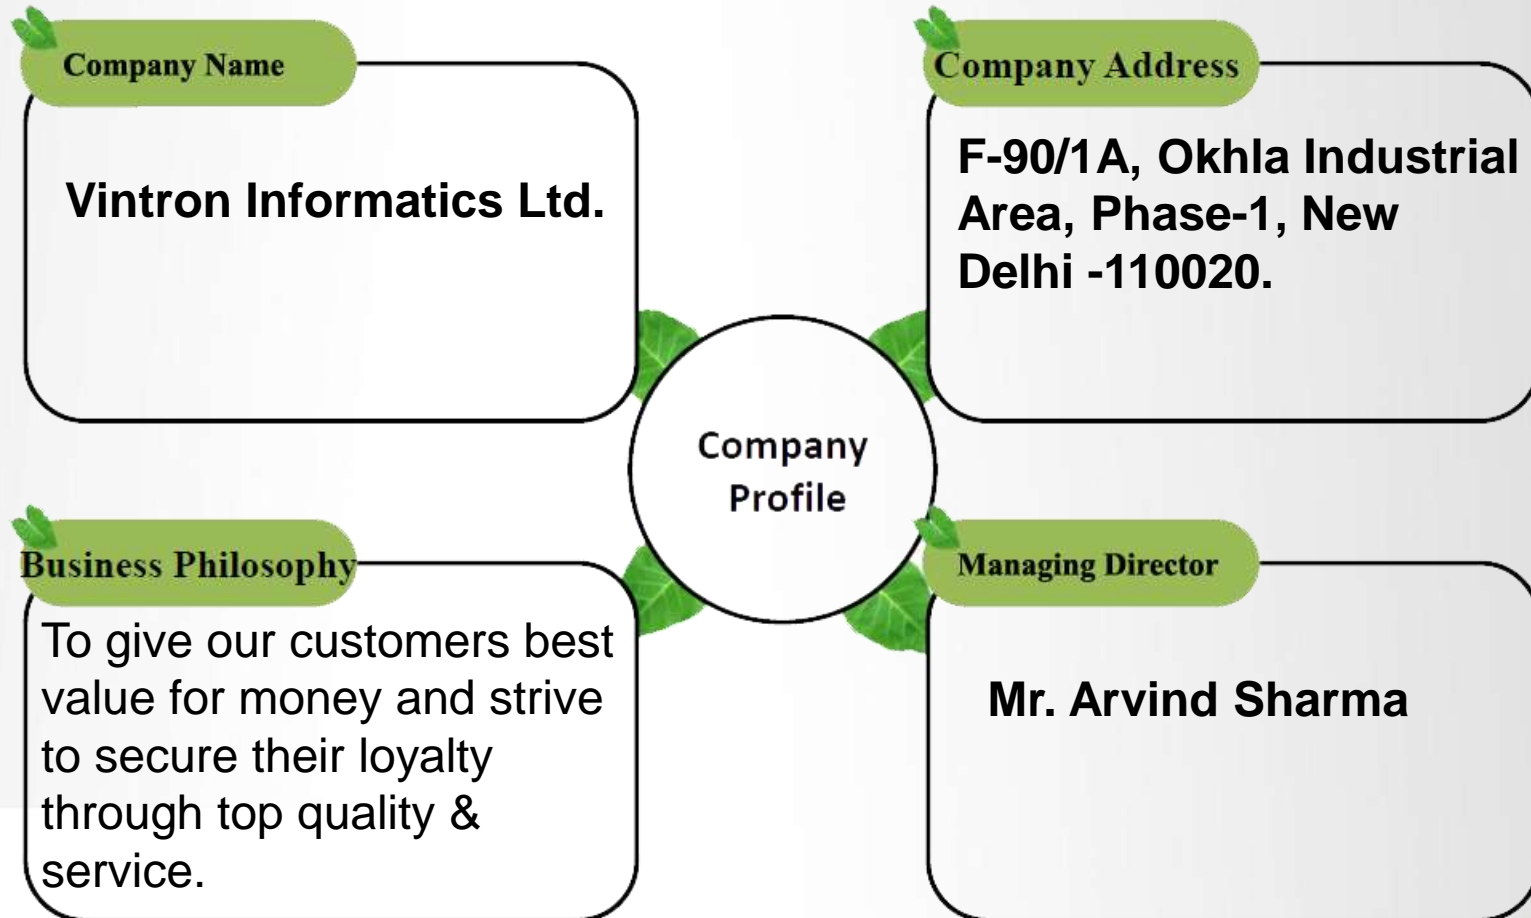 Company Name
Vintron Informatics Ltd.
Company Address
F-90/1A, Okhla Industrial
Area, Phase-1, New
Delhi -110020.
Company
Profile
Business Philosophy
To give our customers best
value for money and strive
to secure their loyalty
through top quality &
service.
Managing Director
Mr. Arvind Sharma